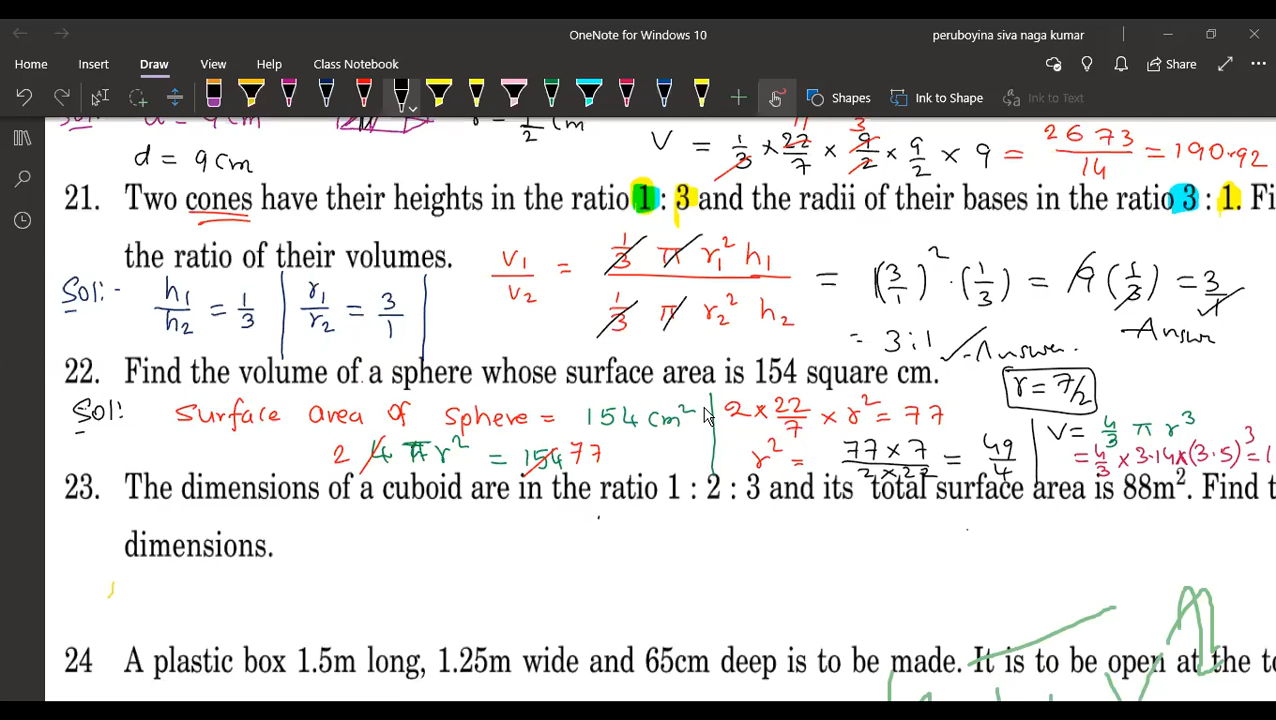 OneNote for Windows 10
peruboyina siva naga kumar
Home Insert Draw View Help Class Notebook
Share
Shapes Ink to Shape Ink to Text
d = 9 cm
V = 1/3 × 22/7 × 9/2 × 9/2 × 9 = 2673/14 = 190.92
21. Two cones have their heights in the ratio 1 : 3 and the radii of their bases in the ratio 3 : 1. Fi
the ratio of their volumes.
Sol:- h1/h2 = 1/3 | r1/r2 = 3/1 |
V1/V2 = 1/3 π r1² h1 / 1/3 π r2² h2 = (3/1)² · (1/3) = 9 (1/3) = 3/1
Answer
= 3:1 Answer.
22. Find the volume of a sphere whose surface area is 154 square cm.
r = 7/2
Sol: Surface area of sphere = 154 cm²
2 4 π r² = 154 77
2 × 22/7 × r² = 77
r² = 77×7 / 2×22 = 49/4
V = 4/3 π r³
= 4/3 × 3.14 × (3.5)³ = 1
23. The dimensions of a cuboid are in the ratio 1 : 2 : 3 and its total surface area is 88m². Find t
dimensions.
24 A plastic box 1.5m long, 1.25m wide and 65cm deep is to be made. It is to be open at the to